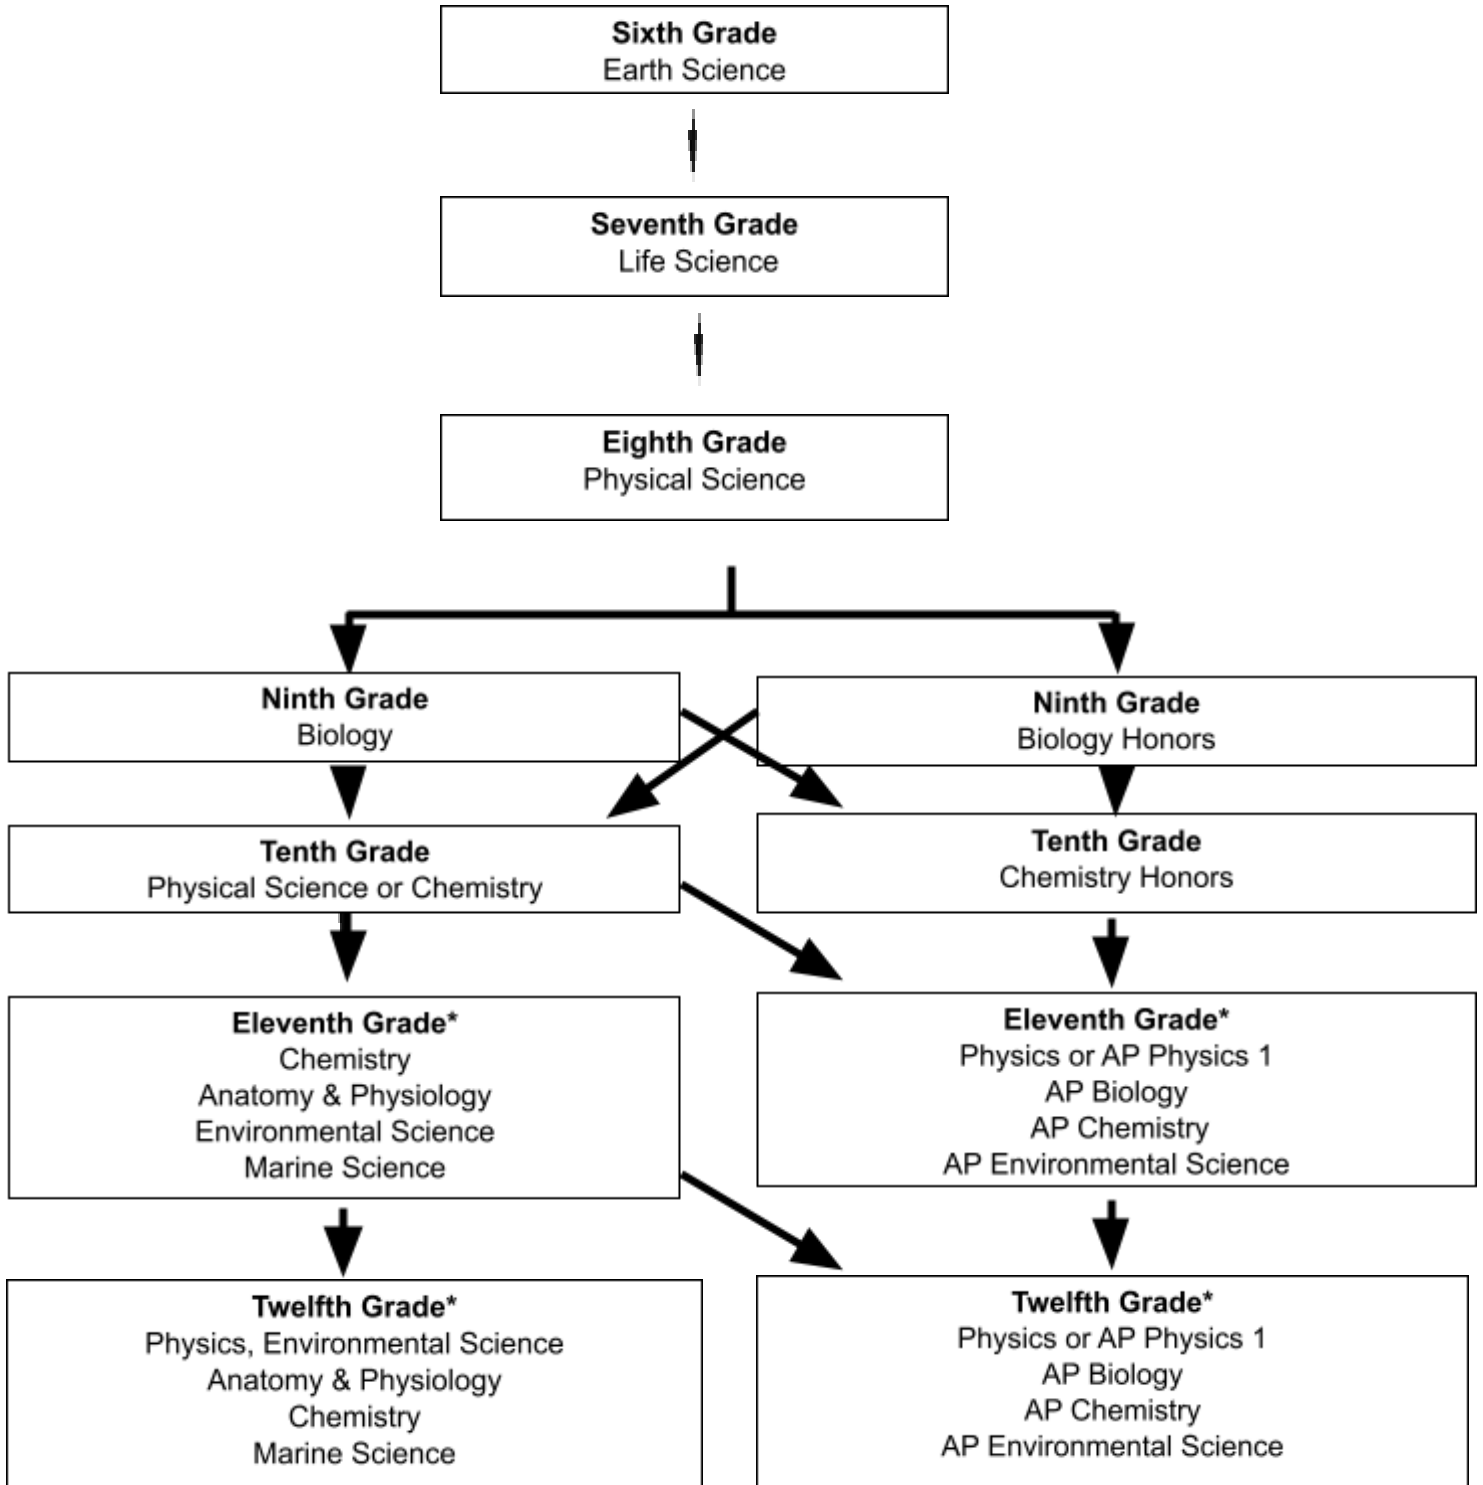 Sixth Grade
Earth Science
Seventh Grade
Life Science
Eighth Grade
Physical Science
Ninth Grade
Biology
Ninth Grade
Biology Honors
Tenth Grade
Physical Science or Chemistry
Tenth Grade
Chemistry Honors
Eleventh Grade*
Chemistry
Anatomy & Physiology
Environmental Science
Marine Science
Eleventh Grade*
Physics or AP Physics 1
AP Biology
AP Chemistry
AP Environmental Science
Twelfth Grade*
Physics, Environmental Science
Anatomy & Physiology
Chemistry
Marine Science
Twelfth Grade*
Physics or AP Physics 1
AP Biology
AP Chemistry
AP Environmental Science